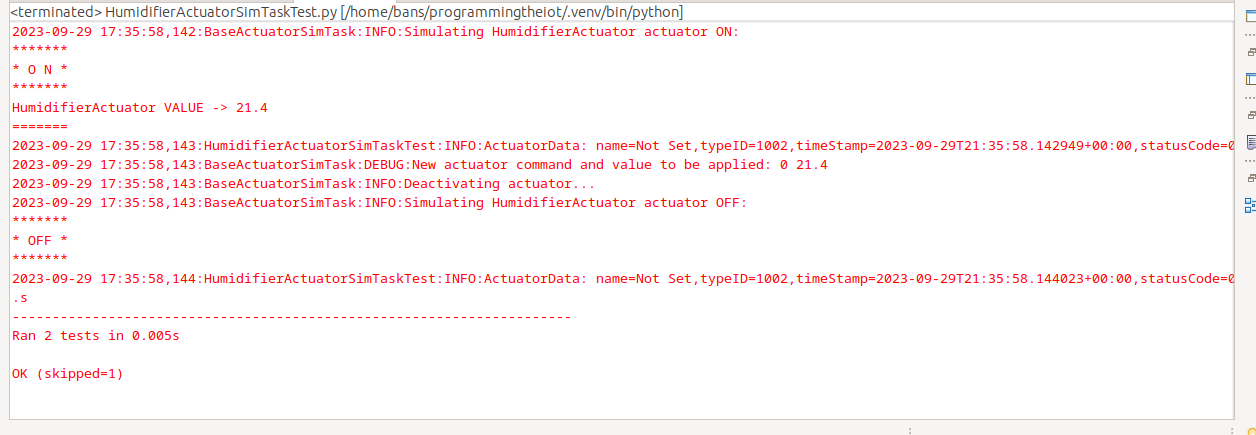 <terminated> HumidifierActuatorSimTaskTest.py [/home/bans/programmingtheiot/.venv/bin/python]
2023-09-29 17:35:58,142:BaseActuatorSimTask:INFO:Simulating HumidifierActuator actuator ON:
*******
* O N *
*******
HumidifierActuator VALUE -> 21.4
=======
2023-09-29 17:35:58,143:HumidifierActuatorSimTaskTest:INFO:ActuatorData: name=Not Set,typeID=1002,timeStamp=2023-09-29T21:35:58.142949+00:00,statusCode=0
2023-09-29 17:35:58,143:BaseActuatorSimTask:DEBUG:New actuator command and value to be applied: 0 21.4
2023-09-29 17:35:58,143:BaseActuatorSimTask:INFO:Deactivating actuator...
2023-09-29 17:35:58,143:BaseActuatorSimTask:INFO:Simulating HumidifierActuator actuator OFF:
*******
* OFF *
*******
2023-09-29 17:35:58,144:HumidifierActuatorSimTaskTest:INFO:ActuatorData: name=Not Set,typeID=1002,timeStamp=2023-09-29T21:35:58.144023+00:00,statusCode=0
.s
----------------------------------------------------------------------
Ran 2 tests in 0.005s
OK (skipped=1)